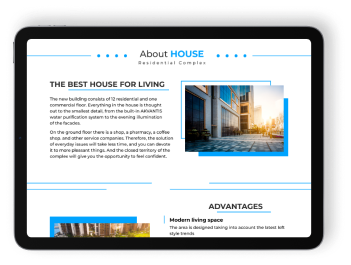 About HOUSE
Residential Complex
THE BEST HOUSE FOR LIVING
The new building consists of 12 residential and one
commercial floor. Everything in the house is thought
out to the smallest detail, from the built-in AKVANTIS
water purification system to the evening illumination
of the facades.
On the ground floor there is a shop, a pharmacy, a coffee
shop, and other service companies. Therefore, the solution
of everyday issues will take less time, and you can devote
it to more pleasant things. And the closed territory of the
complex will give you the opportunity to feel confident.
ADVANTAGES
Modern living space
The area is designed taking into account the latest loft
style trends